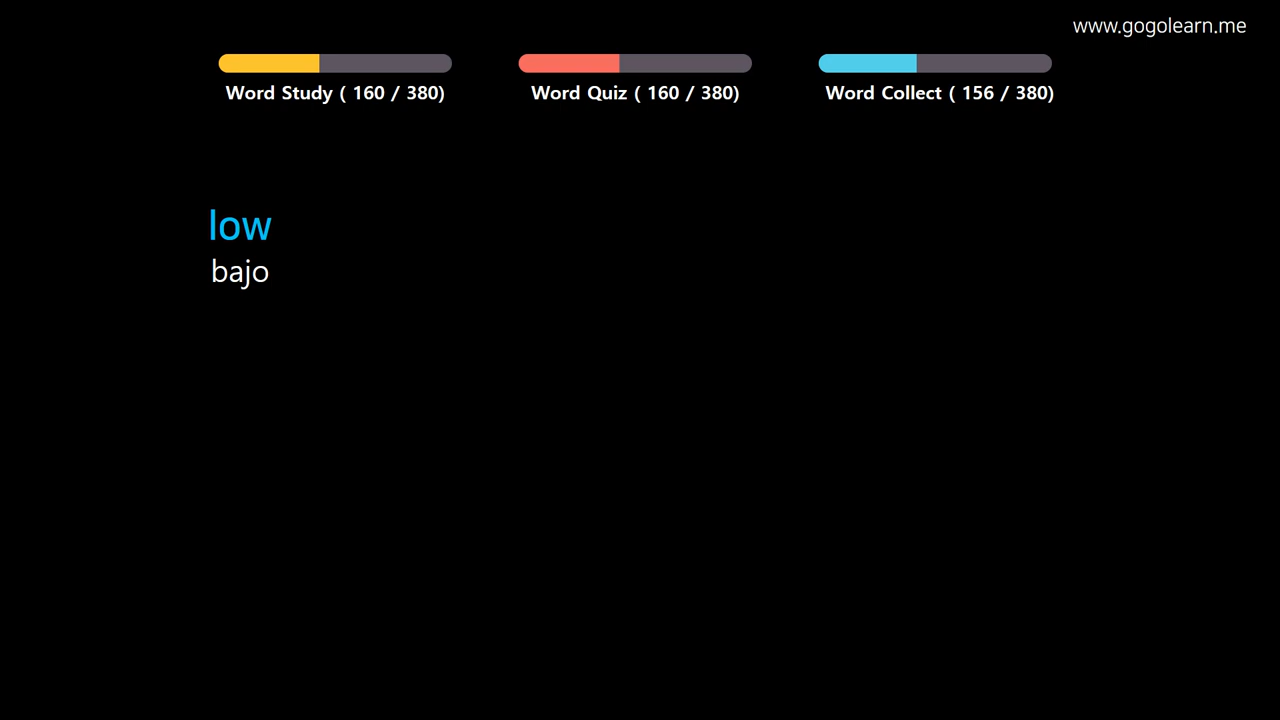 www.gogolearn.me
Word Study ( 160 / 380)
Word Quiz ( 160 / 380)
Word Collect ( 156 / 380)
low
bajo